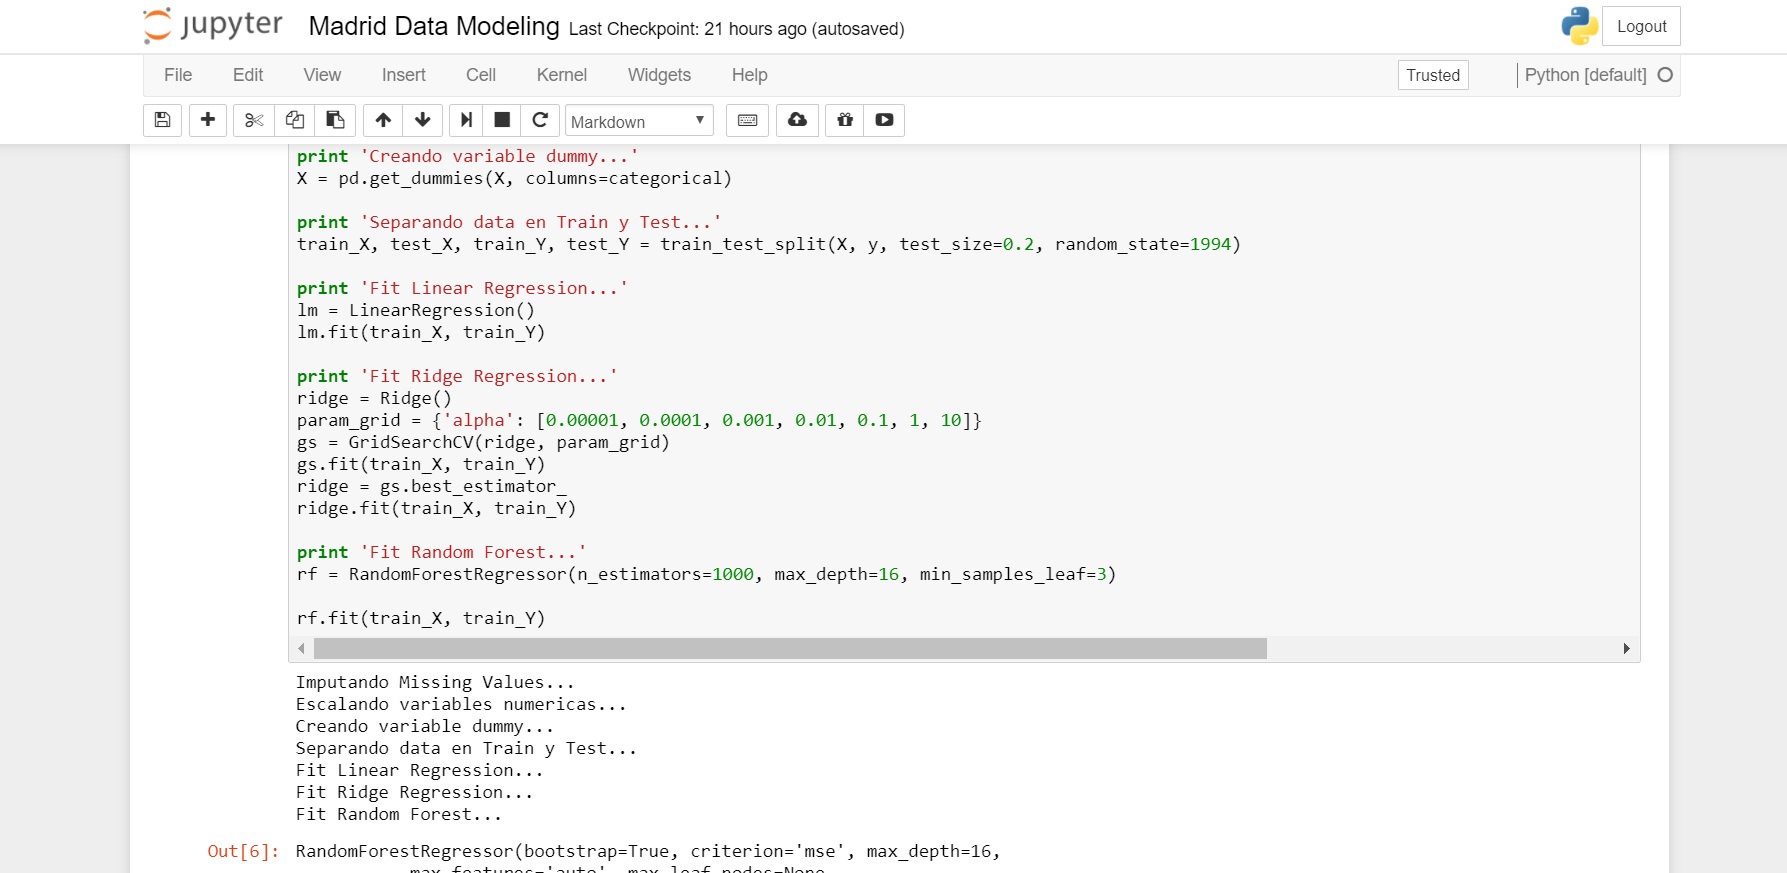 jupyter Madrid Data Modeling Last Checkpoint: 21 hours ago (autosaved) Logout
File Edit View Insert Cell Kernel Widgets Help Trusted Python [default]
Markdown
print 'Creando variable dummy...'
X = pd.get_dummies(X, columns=categorical)
print 'Separando data en Train y Test...'
train_X, test_X, train_Y, test_Y = train_test_split(X, y, test_size=0.2, random_state=1994)
print 'Fit Linear Regression...'
lm = LinearRegression()
lm.fit(train_X, train_Y)
print 'Fit Ridge Regression...'
ridge = Ridge()
param_grid = {'alpha': [0.00001, 0.0001, 0.001, 0.01, 0.1, 1, 10]}
gs = GridSearchCV(ridge, param_grid)
gs.fit(train_X, train_Y)
ridge = gs.best_estimator_
ridge.fit(train_X, train_Y)
print 'Fit Random Forest...'
rf = RandomForestRegressor(n_estimators=1000, max_depth=16, min_samples_leaf=3)
rf.fit(train_X, train_Y)
Imputando Missing Values...
Escalando variables numericas...
Creando variable dummy...
Separando data en Train y Test...
Fit Linear Regression...
Fit Ridge Regression...
Fit Random Forest...
Out[6]: RandomForestRegressor(bootstrap=True, criterion='mse', max_depth=16,
max_features='auto', max_leaf_nodes=None,